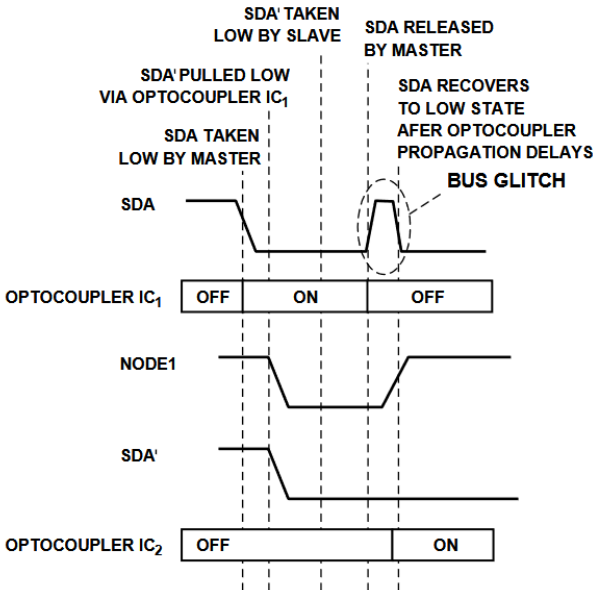 SDA' TAKEN
LOW BY SLAVE
SDA RELEASED
BY MASTER
SDA' PULLED LOW
VIA OPTOCOUPLER IC1
SDA RECOVERS
TO LOW STATE
AFER OPTOCOUPLER
PROPAGATION DELAYS
SDA TAKEN
LOW BY MASTER
BUS GLITCH
SDA
OPTOCOUPLER IC1 OFF ON OFF
NODE1
SDA'
OPTOCOUPLER IC2 OFF ON